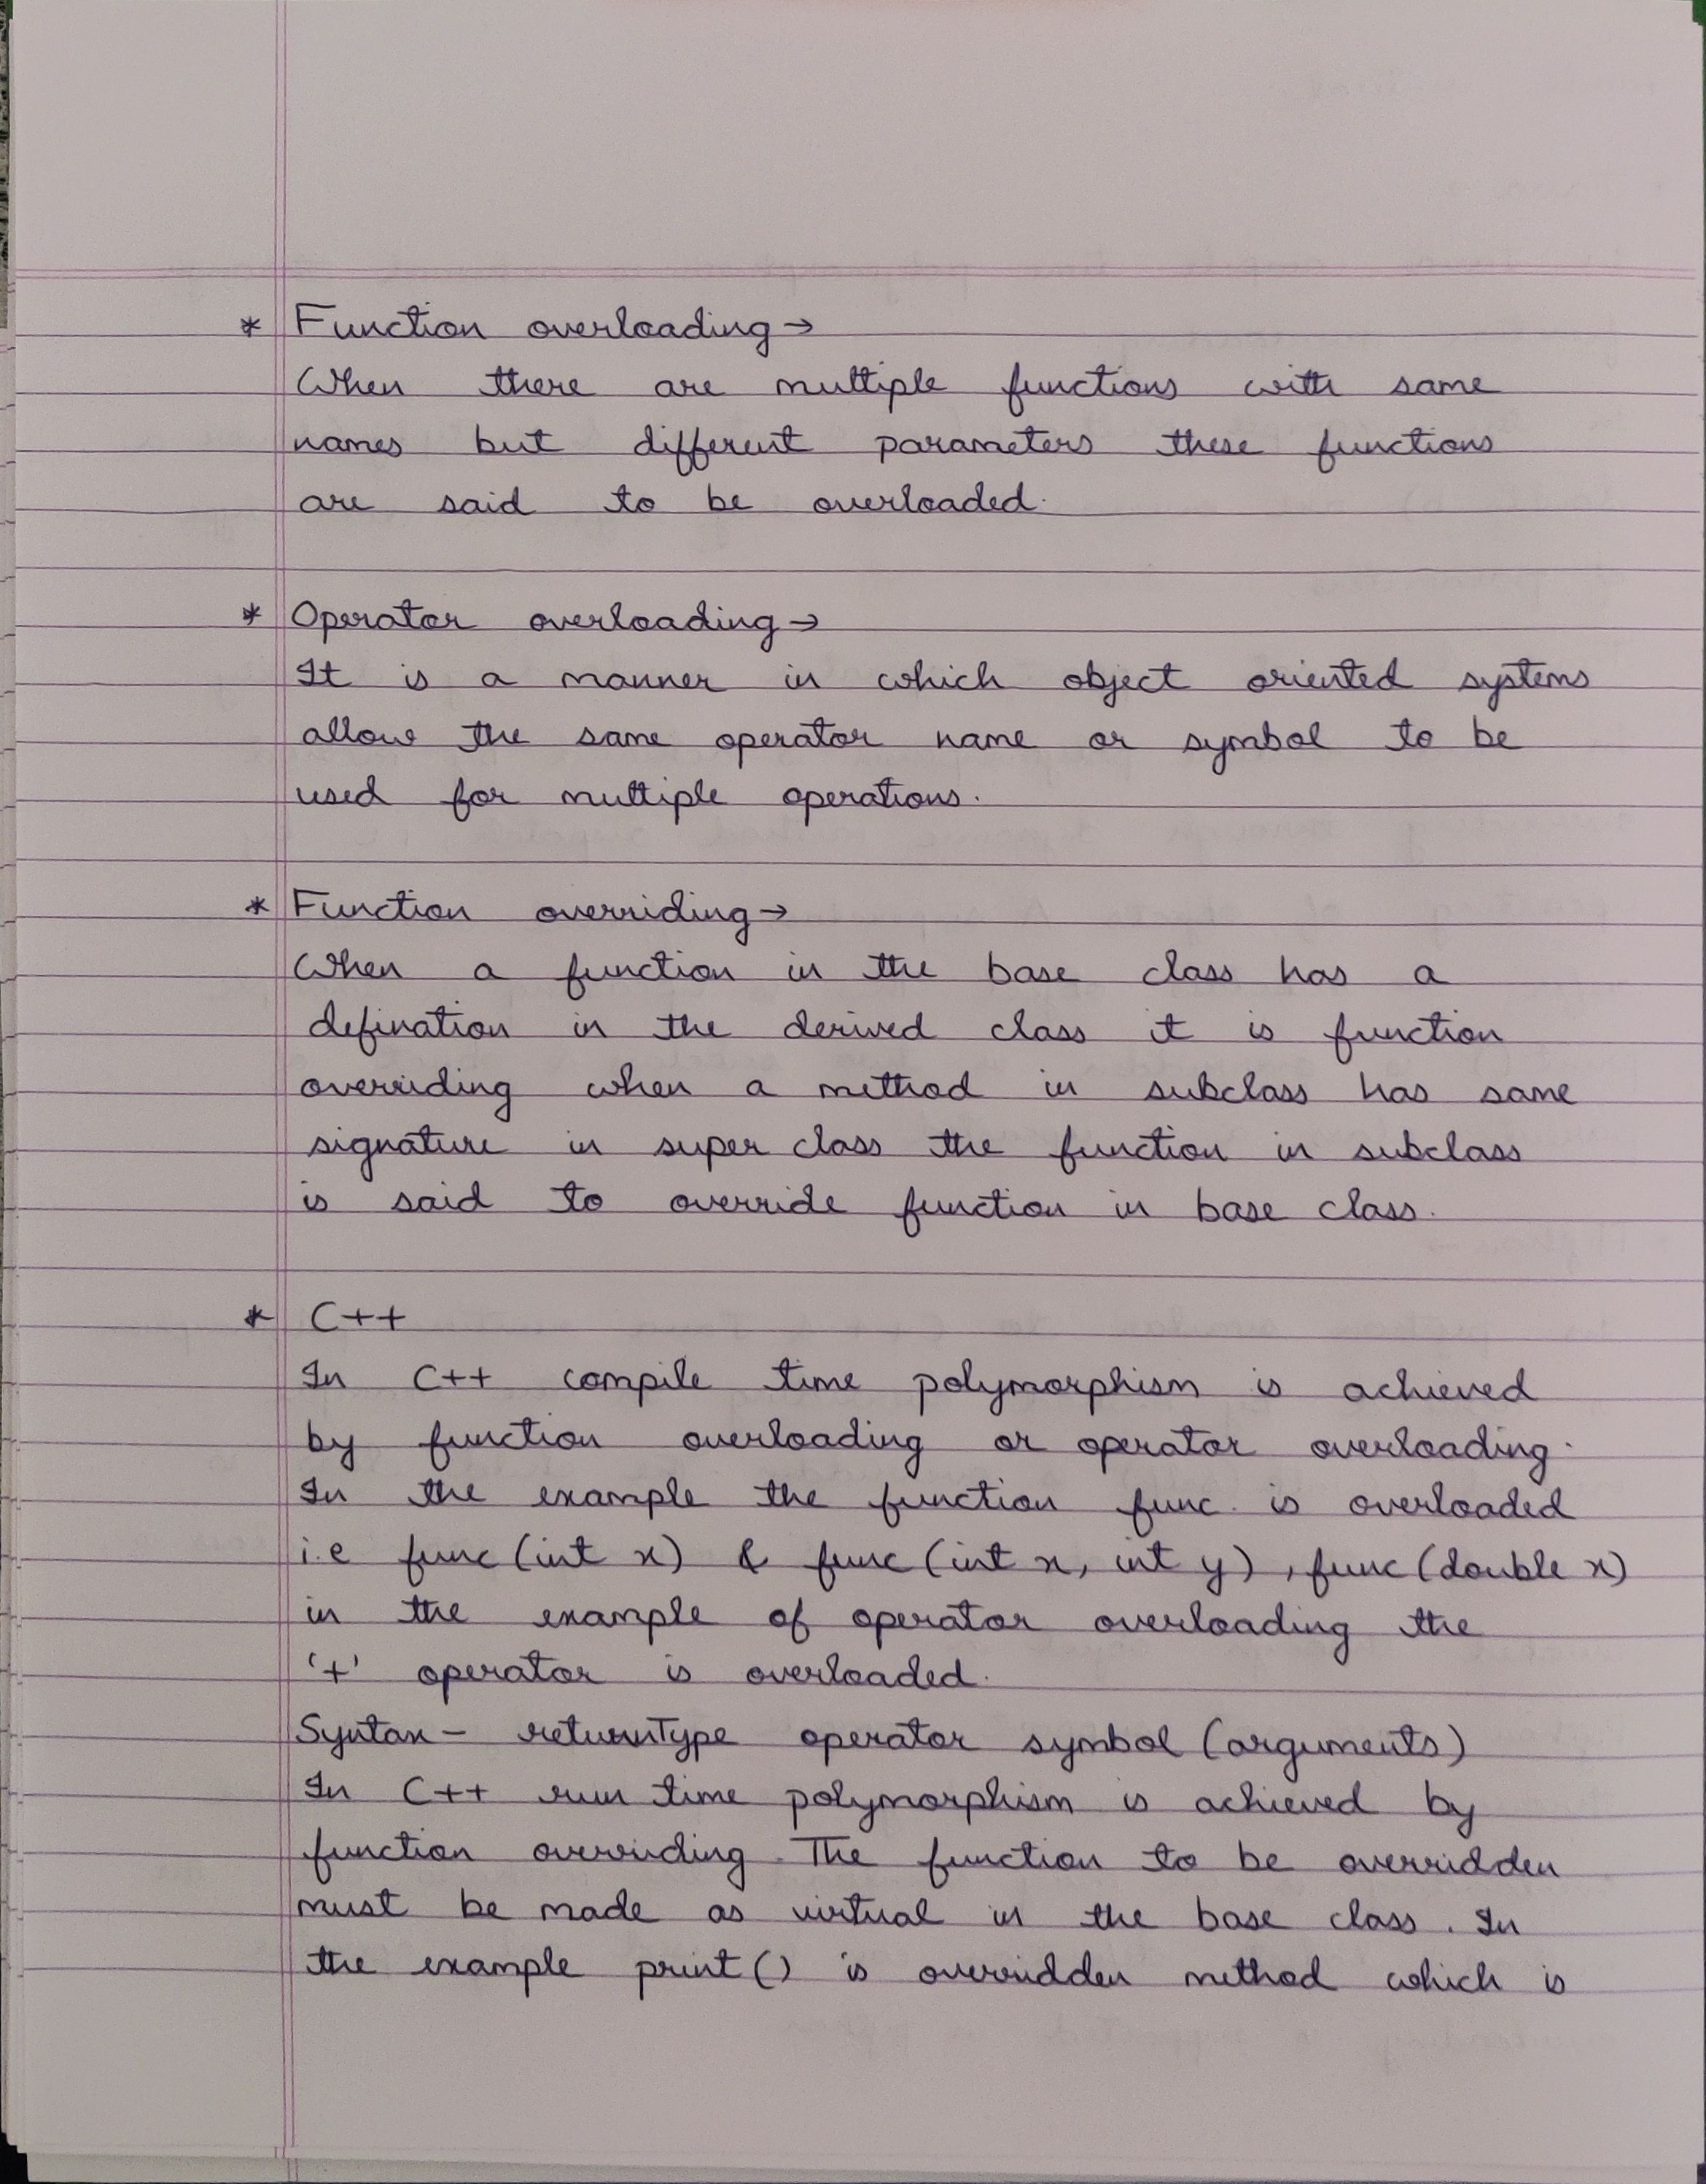 * Function overloading →
When there are multiple functions with same
names but different parameters these functions
are said to be overloaded.
* Operator overloading →
It is a manner in which object oriented systems
allow the same operator name or symbol to be
used for multiple operations.
* Function overriding →
When a function in the base class has a
defination in the derived class it is function
overriding when a method in subclass has same
signature in super class the function in subclass
is said to override function in base class.
* C++
In C++ compile time polymorphism is achieved
by function overloading or operator overloading.
In the example the function func. is overloaded
i.e func (int x) & func (int x, int y), func (double x)
in the example of operator overloading the
'+' operator is overloaded.
Syntax - returnType operator symbol (arguments)
In C++ run time polymorphism is achieved by
function overriding. The function to be overridden
must be made as virtual in the base class. In
the example print() is overridden method which is